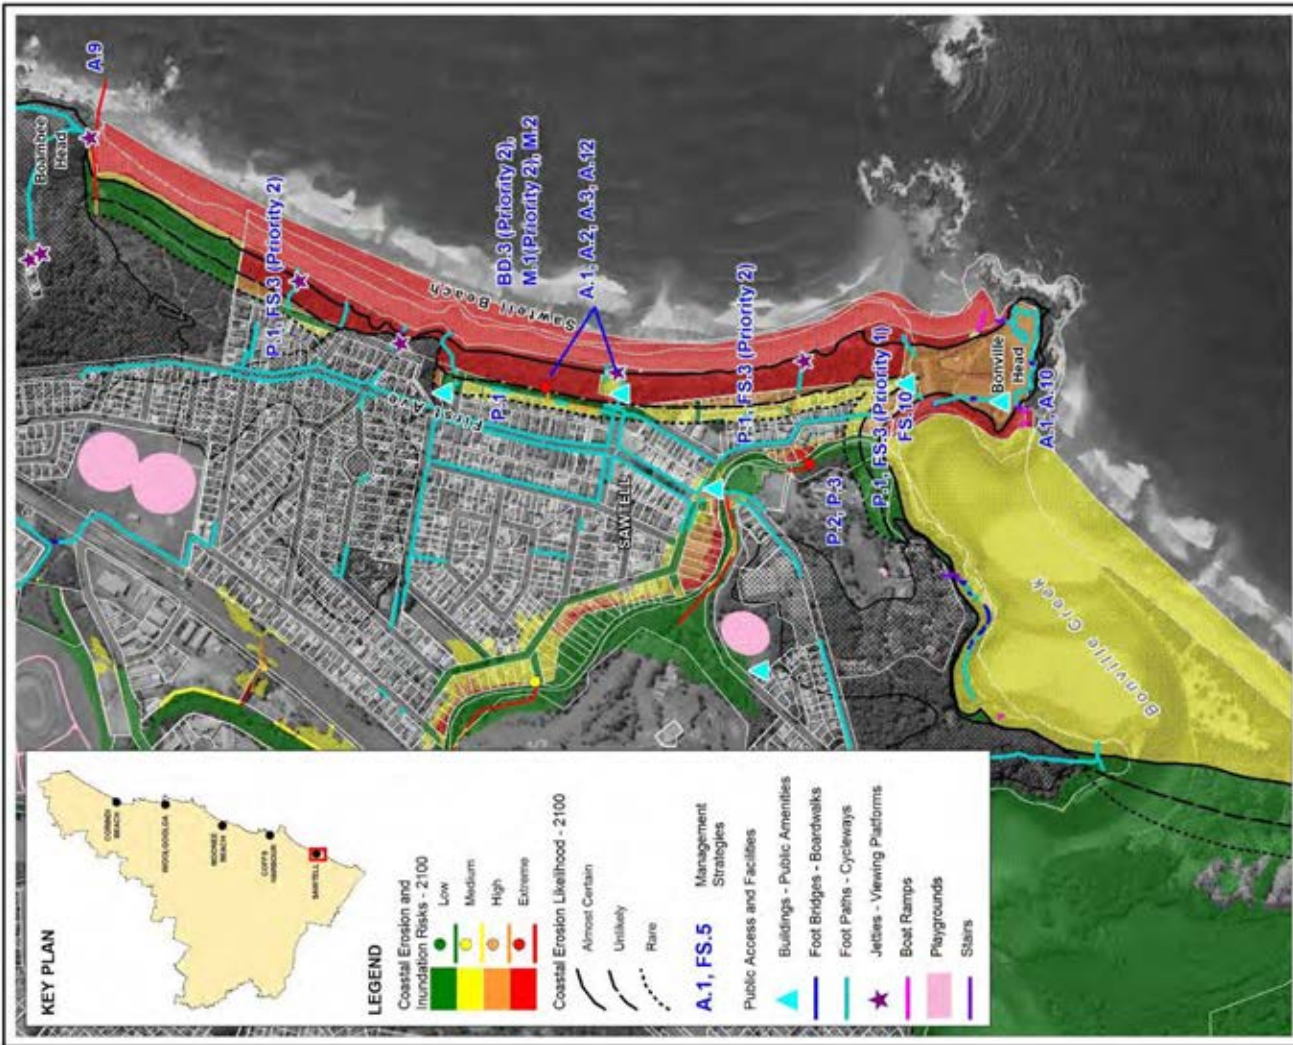 A.9
Boambee
Head
P.1, FS.3 (Priority 2)
BD.3 (Priority 2),
M.1(Priority 2), M.2
A.1, A.2, A.3, A.12
Sawtell Beach
First Ave
P.1
P.1, FS.3 (Priority 2)
SAWTELL
P.2, P.3
P.1, FS.3 (Priority 1)
FS.10
Bonville
Head
A.1, A.10
Bonville Creek
KEY PLAN
CORINDI
BEACH
WOOLGOOLGA
MOONEE
BEACH
COFFS
HARBOUR
SAWTELL
LEGEND
Coastal Erosion and
Inundation Risks - 2100
Low
Medium
High
Extreme
Coastal Erosion Likelihood - 2100
Almost Certain
Unlikely
Rare
A.1, FS.5
Management
Strategies
Public Access and Facilities
Buildings - Public Amenities
Foot Bridges - Boardwalks
Foot Paths - Cycleways
Jetties - Viewing Platforms
Boat Ramps
Playgrounds
Stairs